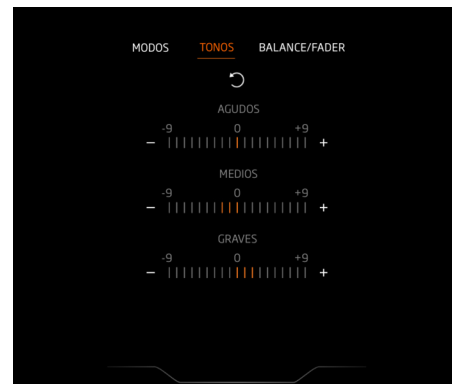 MODOS TONOS BALANCE/FADER
AGUDOS
-9 0 +9
- +
MEDIOS
-9 0 +9
- +
GRAVES
-9 0 +9
- +